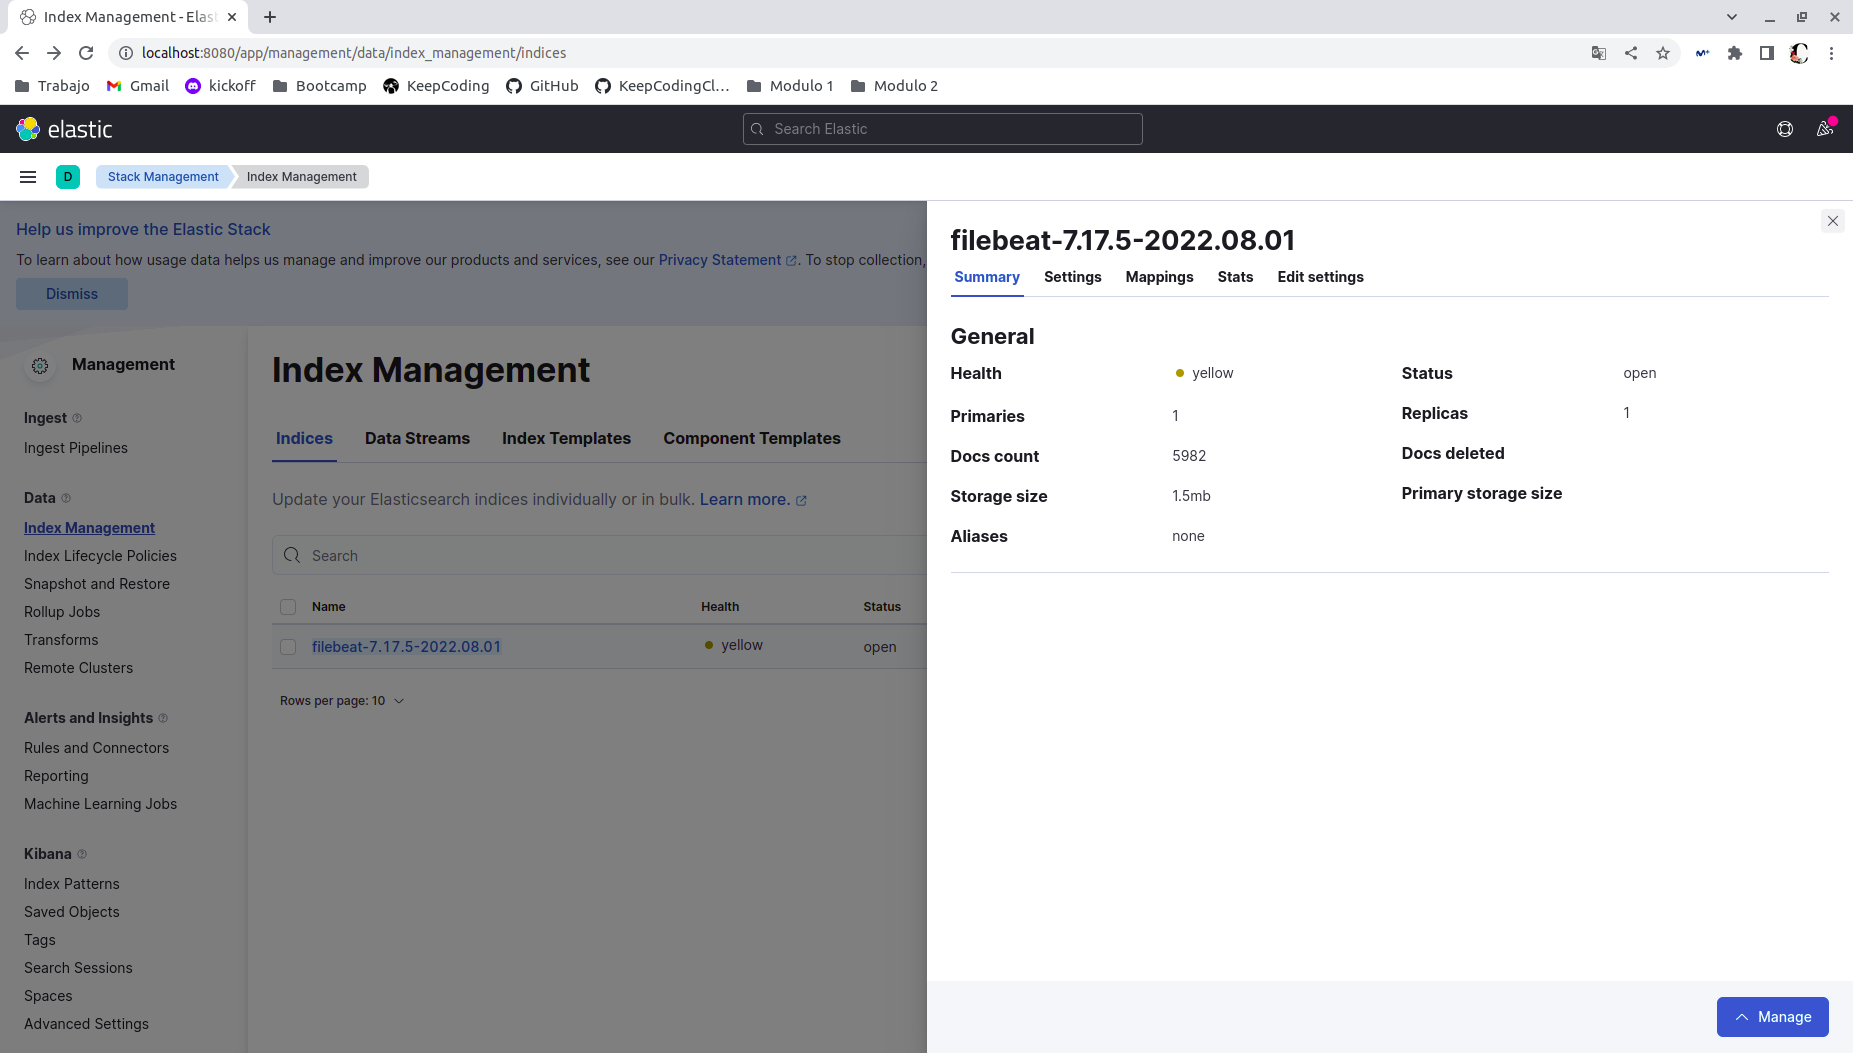 Index Management - Elast
localhost:8080/app/management/data/index_management/indices
Trabajo Gmail kickoff Bootcamp KeepCoding GitHub KeepCodingCl... Modulo 1 Modulo 2
elastic Search Elastic
D Stack Management Index Management
Help us improve the Elastic Stack
To learn about how usage data helps us manage and improve our products and services, see our Privacy Statement. To stop collection,
Dismiss
Management
Ingest
Ingest Pipelines
Data
Index Management
Index Lifecycle Policies
Snapshot and Restore
Rollup Jobs
Transforms
Remote Clusters
Alerts and Insights
Rules and Connectors
Reporting
Machine Learning Jobs
Kibana
Index Patterns
Saved Objects
Tags
Search Sessions
Spaces
Advanced Settings
Index Management
Indices Data Streams Index Templates Component Templates
Update your Elasticsearch indices individually or in bulk. Learn more.
Search
Name Health Status
filebeat-7.17.5-2022.08.01 yellow open
Rows per page: 10
filebeat-7.17.5-2022.08.01
Summary Settings Mappings Stats Edit settings
General
Health yellow Status open
Primaries 1 Replicas 1
Docs count 5982 Docs deleted
Storage size 1.5mb Primary storage size
Aliases none
Manage